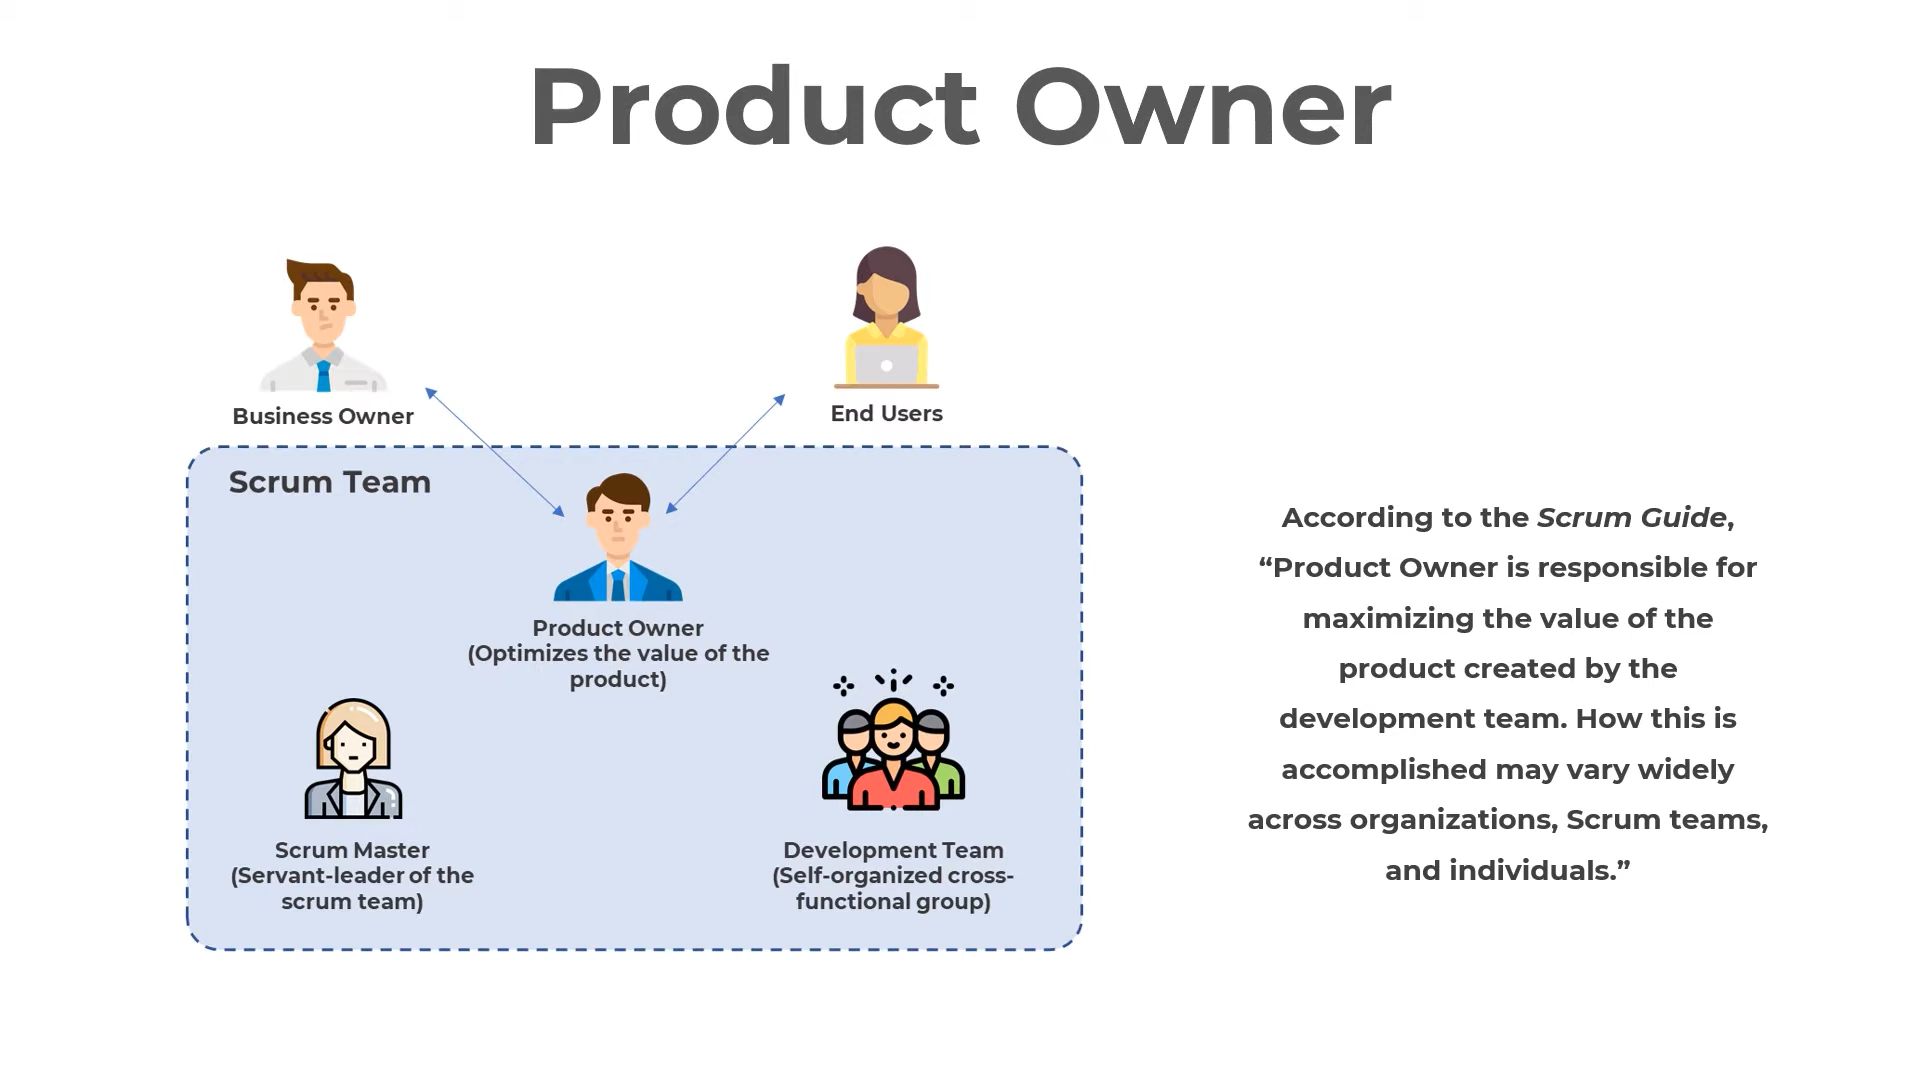 Product Owner
Business Owner
End Users
Scrum Team
Product Owner
(Optimizes the value of the
product)
Scrum Master
(Servant-leader of the
scrum team)
Development Team
(Self-organized cross-
functional group)
According to the Scrum Guide,
“Product Owner is responsible for
maximizing the value of the
product created by the
development team. How this is
accomplished may vary widely
across organizations, Scrum teams,
and individuals.”